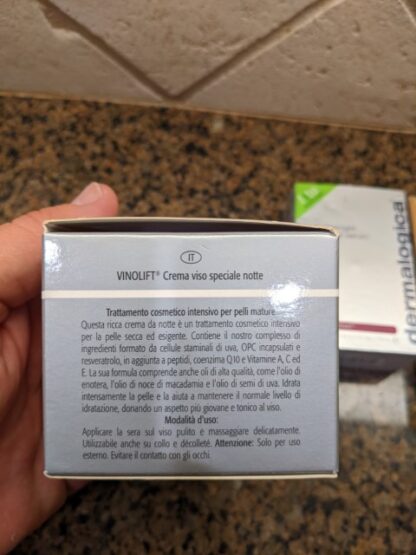 IT
VINOLIFT® Crema viso speciale notte
Trattamento cosmetico intensivo per pelli mature
Questa ricca crema da notte è un trattamento cosmetico intensivo
per la pelle secca ed esigente. Contiene il nostro complesso di
ingredienti formato da cellule staminali di uva, OPC incapsulati e
resveratrolo, in aggiunta a peptidi, coenzima Q10 e Vitamine A, C ed
E. La sua formula comprende anche oli di alta qualità, come l'olio di
enotera, l'olio di noce di macadamia e l'olio di semi di uva. Idrata
intensamente la pelle e la aiuta a mantenere il normale livello di
idratazione, donando un aspetto più giovane e tonico al viso.
Modalità d'uso:
Applicare la sera sul viso pulito e massaggiare delicatamente.
Utilizzabile anche su collo e décolleté. Attenzione: Solo per uso
esterno. Evitare il contatto con gli occhi.
dermalogica